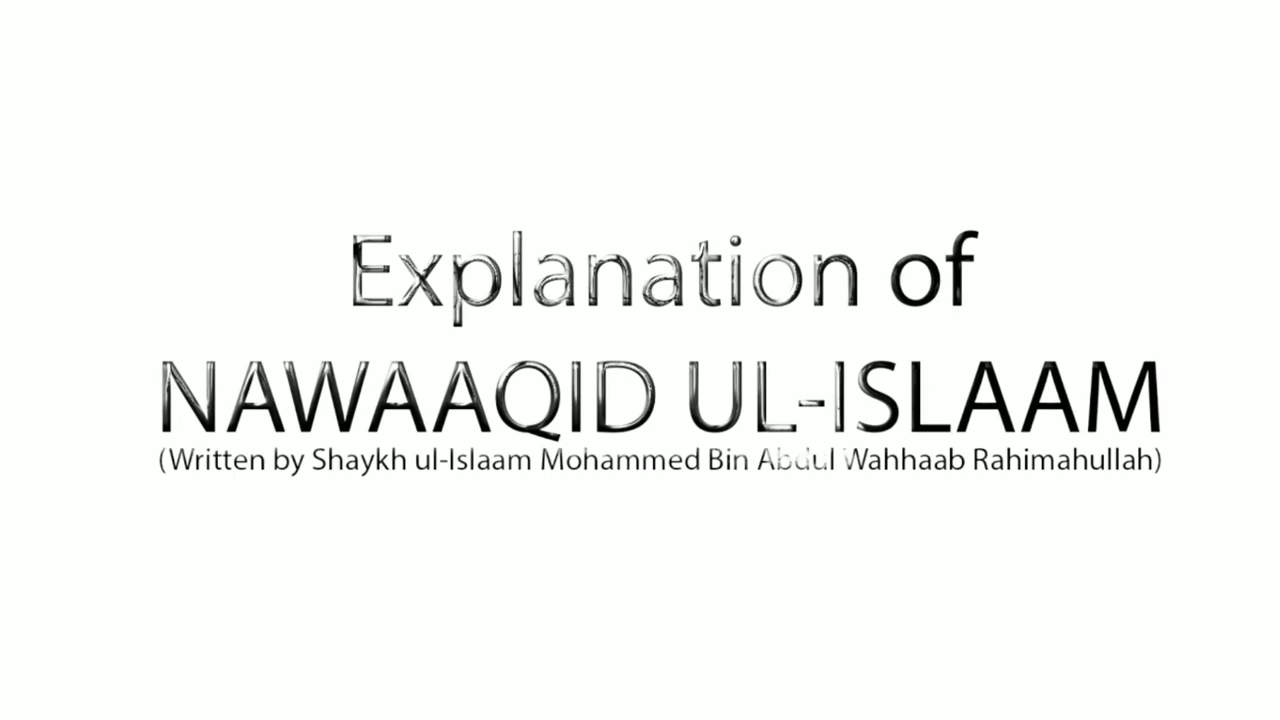 Explanation of
NAWAAQID UL-ISLAAM
(Written by Shaykh ul-Islaam Mohammed Bin Abdul Wahhaab Rahimahullah)